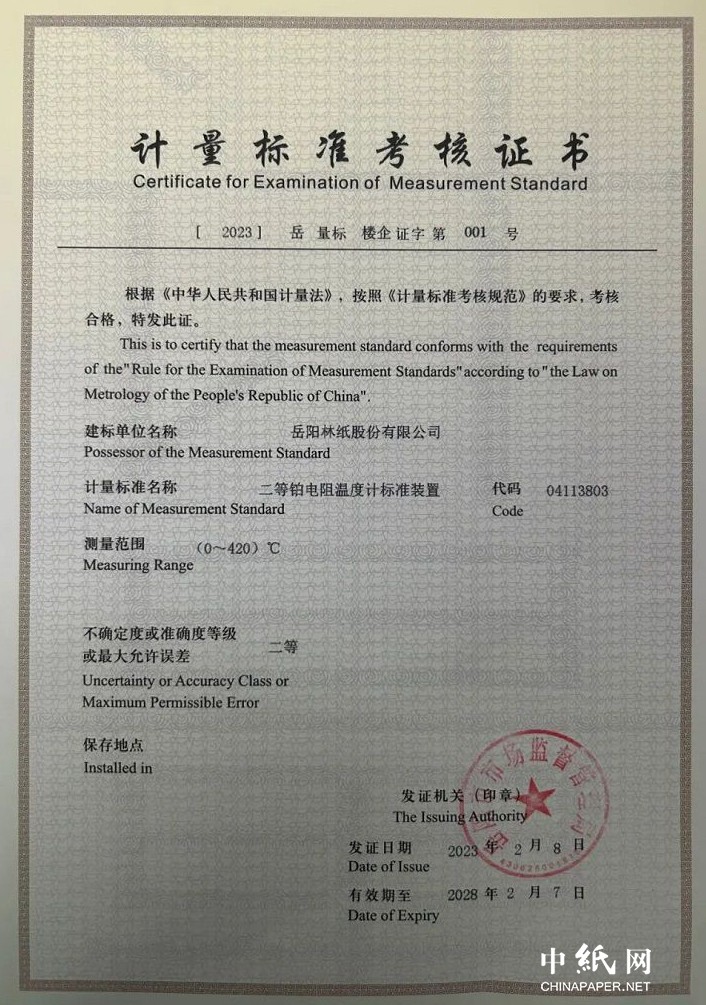 计量标准考核证书
Certificate for Examination of Measurement Standard
[ 2023 ] 岳 量标 楼企 证字 第 001 号
根据《中华人民共和国计量法》，按照《计量标准考核规范》的要求，考核
合格，特发此证。
This is to certify that the measurement standard conforms with the requirements
of the"Rule for the Examination of Measurement Standards"according to"the Law on
Metrology of the People's Republic of China".
建标单位名称 岳阳林纸股份有限公司
Possessor of the Measurement Standard
计量标准名称 二等铂电阻温度计标准装置 代码 04113803
Name of Measurement Standard Code
测量范围 （0～420）℃
Measuring Range
不确定度或准确度等级
或最大允许误差 二等
Uncertainty or Accuracy Class or
Maximum Permissible Error
保存地点
Installed in
市场监督管
发证机关（印章）
The Issuing Authority
发证日期 2023 年 2 月 8 日
Date of Issue
有效期至 2028 年 2 月 7 日
Date of Expiry
中紙网
CHINAPAPER.NET